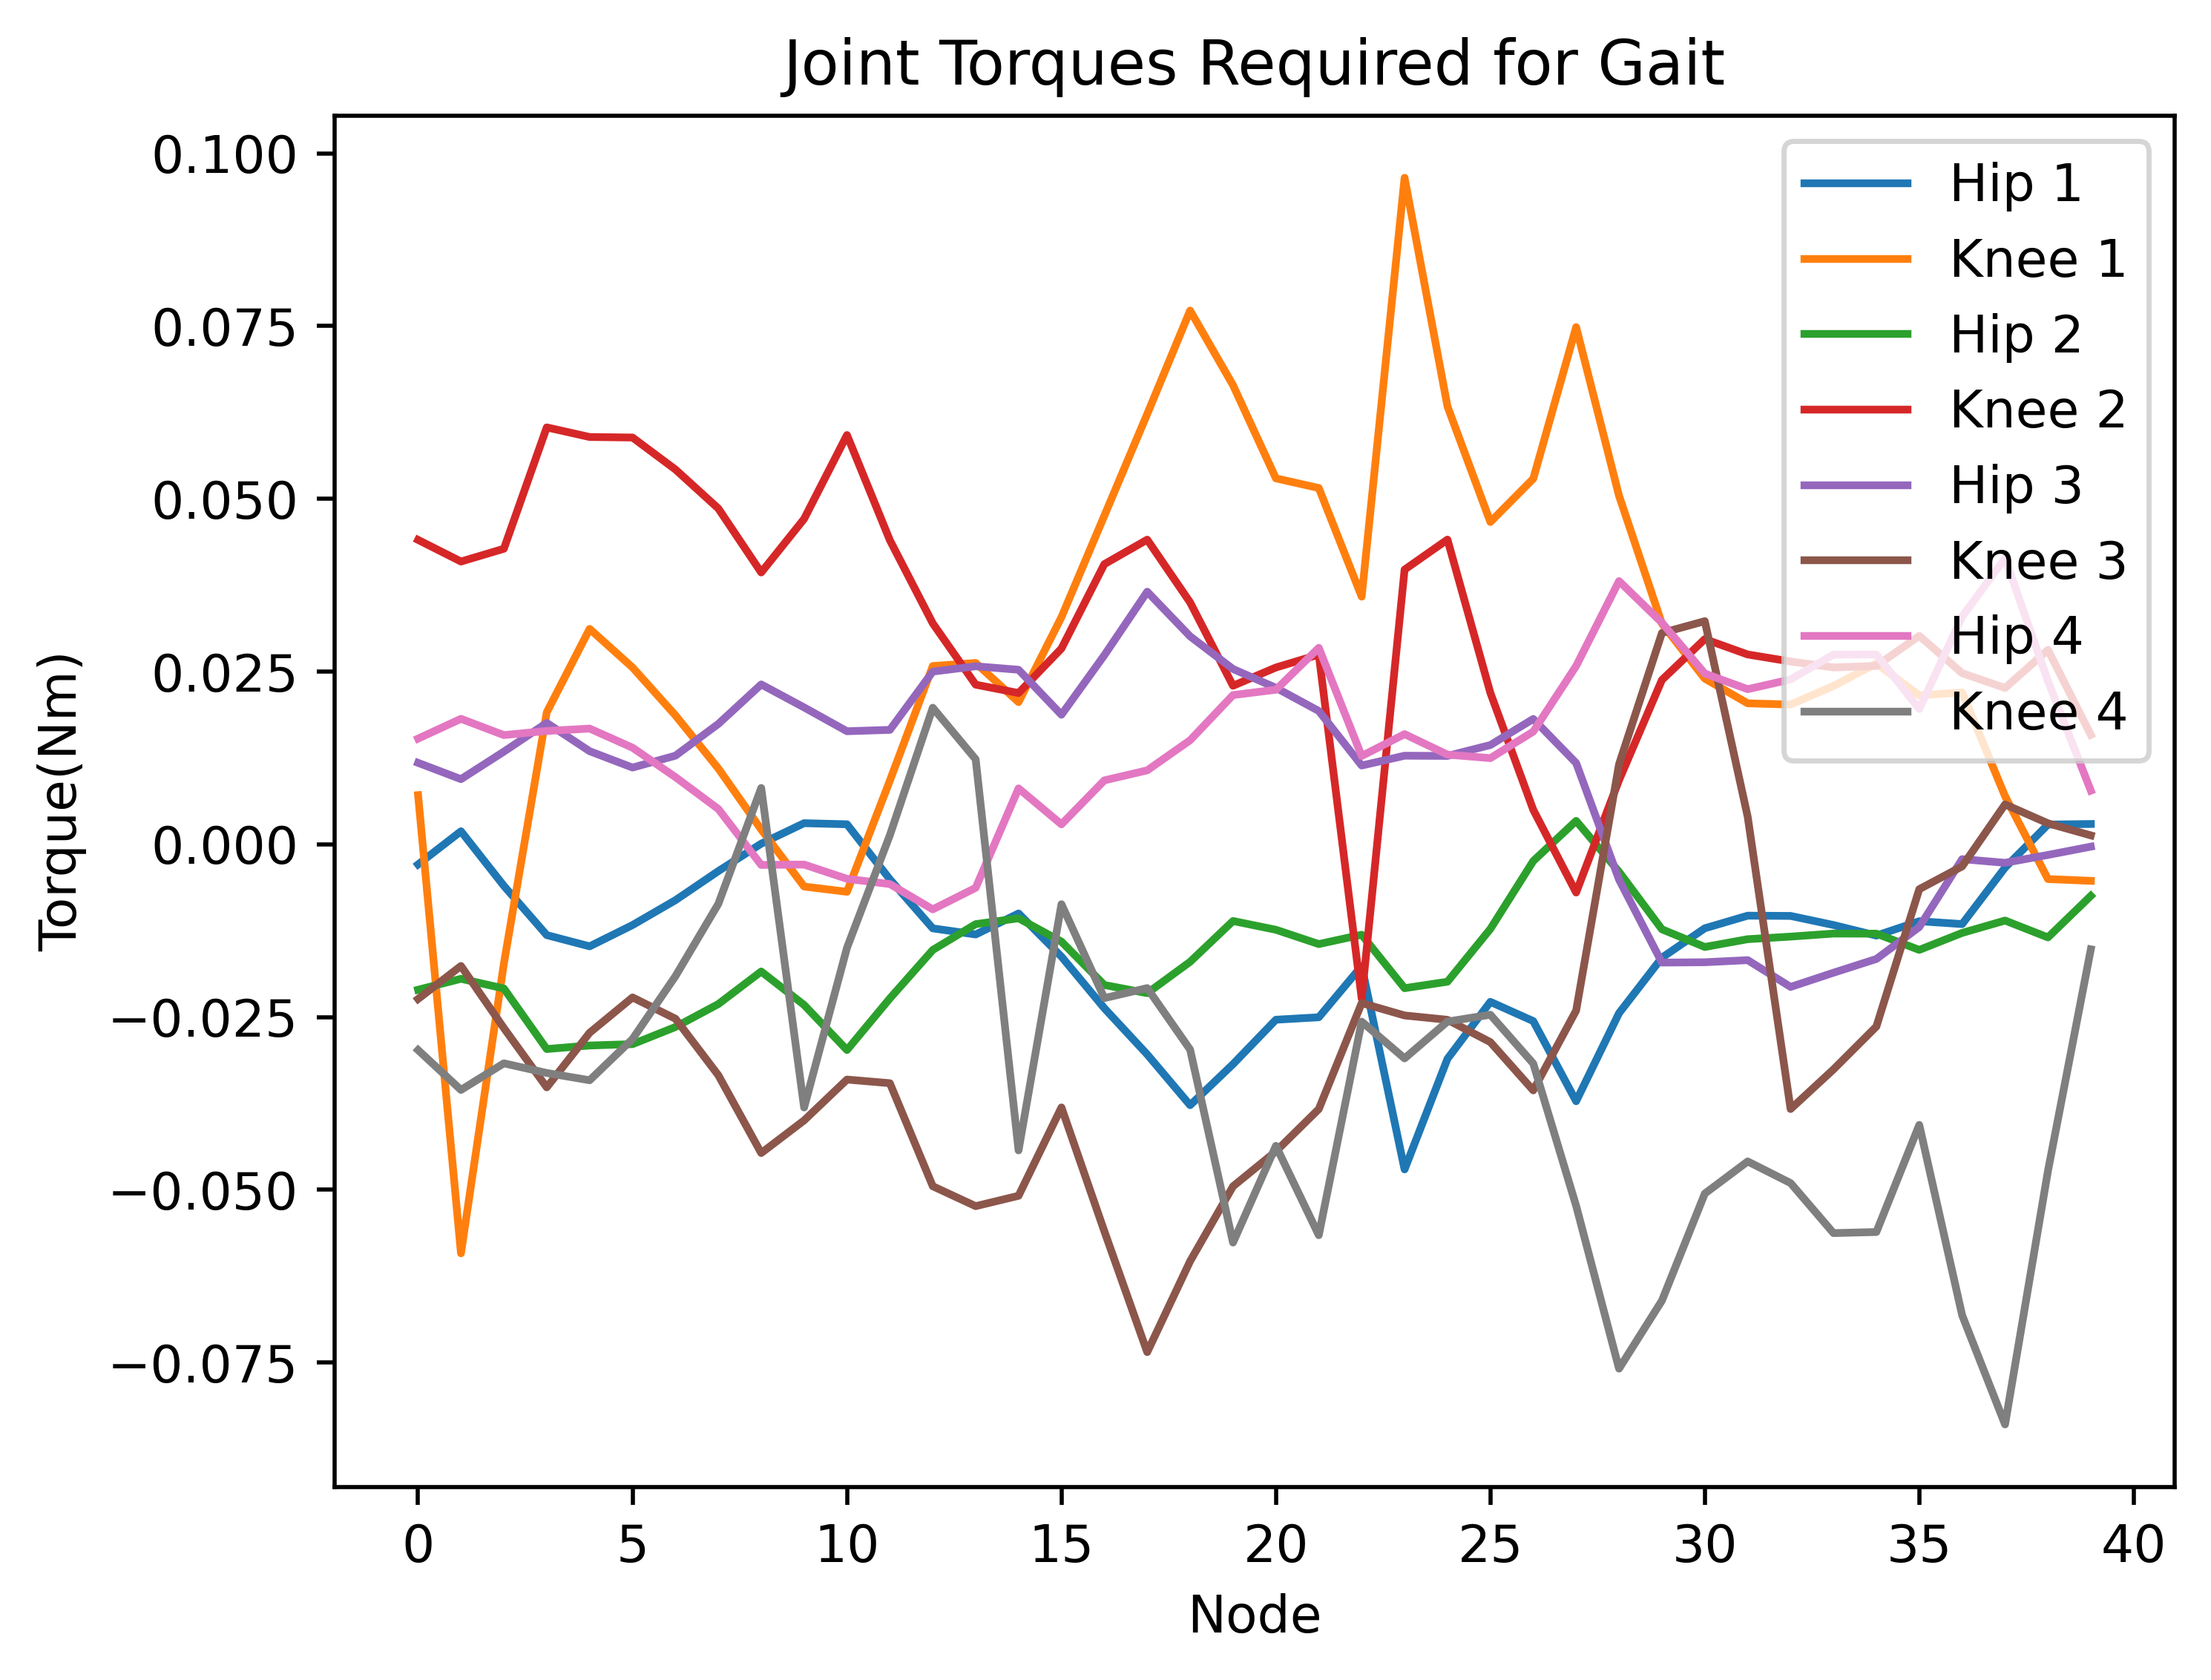 Joint Torques Required for Gait
Torque(Nm)
0.100
0.075
0.050
0.025
0.000
−0.025
−0.050
−0.075
0 5 10 15 20 25 30 35 40
Node
Hip 1
Knee 1
Hip 2
Knee 2
Hip 3
Knee 3
Hip 4
Knee 4